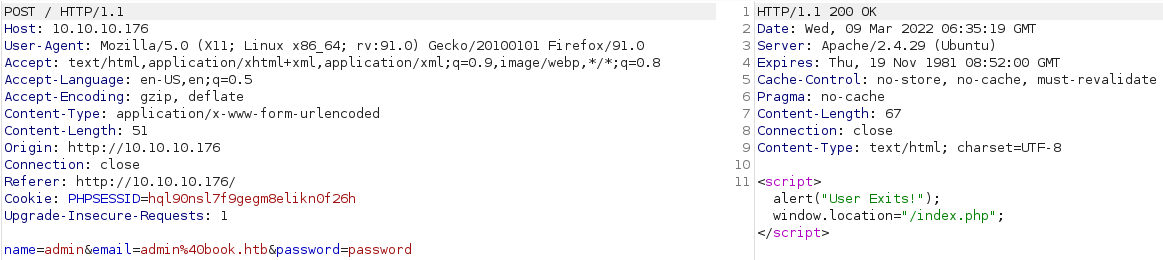 POST / HTTP/1.1
Host: 10.10.10.176
User-Agent: Mozilla/5.0 (X11; Linux x86_64; rv:91.0) Gecko/20100101 Firefox/91.0
Accept: text/html,application/xhtml+xml,application/xml;q=0.9,image/webp,*/*;q=0.8
Accept-Language: en-US,en;q=0.5
Accept-Encoding: gzip, deflate
Content-Type: application/x-www-form-urlencoded
Content-Length: 51
Origin: http://10.10.10.176
Connection: close
Referer: http://10.10.10.176/
Cookie: PHPSESSID=hql90nsl7f9gegm8elikn0f26h
Upgrade-Insecure-Requests: 1
name=admin&email=admin%40book.htb&password=password
1 HTTP/1.1 200 OK
2 Date: Wed, 09 Mar 2022 06:35:19 GMT
3 Server: Apache/2.4.29 (Ubuntu)
4 Expires: Thu, 19 Nov 1981 08:52:00 GMT
5 Cache-Control: no-store, no-cache, must-revalidate
6 Pragma: no-cache
7 Content-Length: 67
8 Connection: close
9 Content-Type: text/html; charset=UTF-8
10
11 <script>
alert("User Exits!");
window.location="/index.php";
</script>